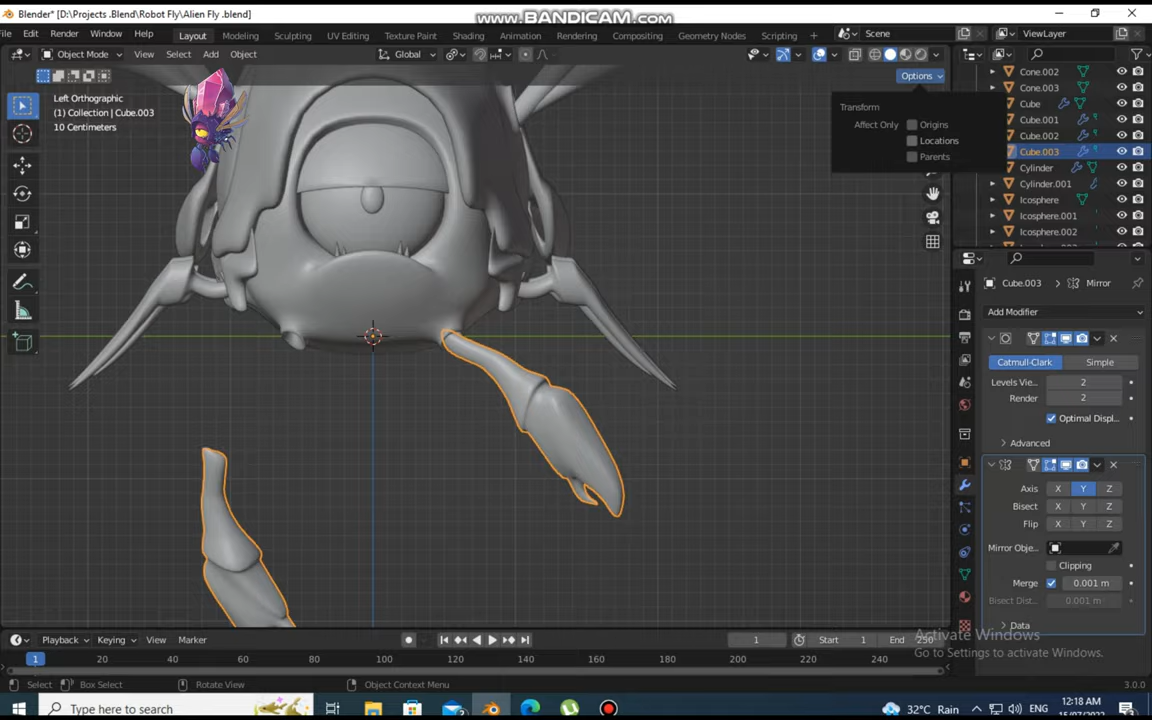 Blender* [D:\Projects .Blend\Robot Fly\Alien Fly .blend]
www.BANDICAM.com
File Edit Render Window Help Layout Modeling Sculpting UV Editing Texture Paint Shading Animation Rendering Compositing Geometry Nodes Scripting Scene ViewLayer
Object Mode View Select Add Object Global
Options
Left Orthographic
(1) Collection | Cube.003
10 Centimeters
Transform
Affect Only Origins
Locations
Parents
Cone.002
Cone.003
Cube
Cube.001
Cube.002
Cube.003
Cylinder
Cylinder.001
Icosphere
Icosphere.001
Icosphere.002
Cube.003 > Mirror
Add Modifier
Catmull-Clark Simple
Levels Vie... 2
Render 2
Optimal Displ...
Advanced
Axis X Y Z
Bisect X Y Z
Flip X Y Z
Mirror Obje...
Clipping
Merge 0.001 m
Bisect Dist... 0.001 m
Data
Activate Windows
Go to Settings to activate Windows.
Playback Keying View Marker 1 Start 1 End 250
1 20 40 60 80 100 120 140 160 180 200 220 240
Select Box Select Rotate View Object Context Menu 3.0.0
Type here to search 32°C Rain ENG 12:18 AM